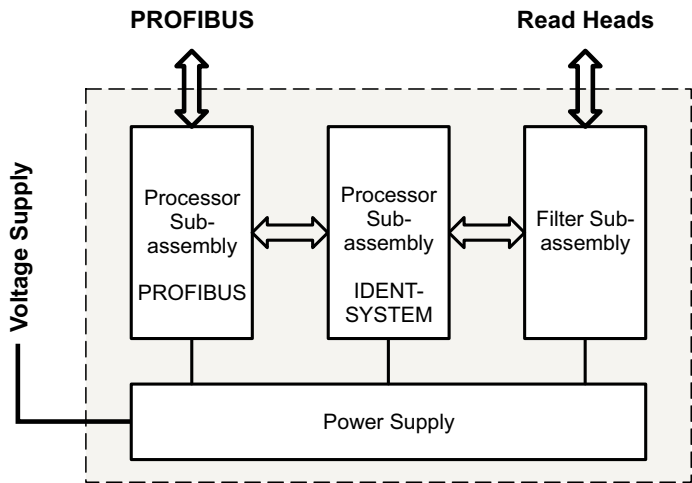 PROFIBUS
Read Heads
Voltage Supply
Processor
Sub-
assembly
PROFIBUS
Processor
Sub-
assembly
IDENT-
SYSTEM
Filter Sub-
assembly
Power Supply